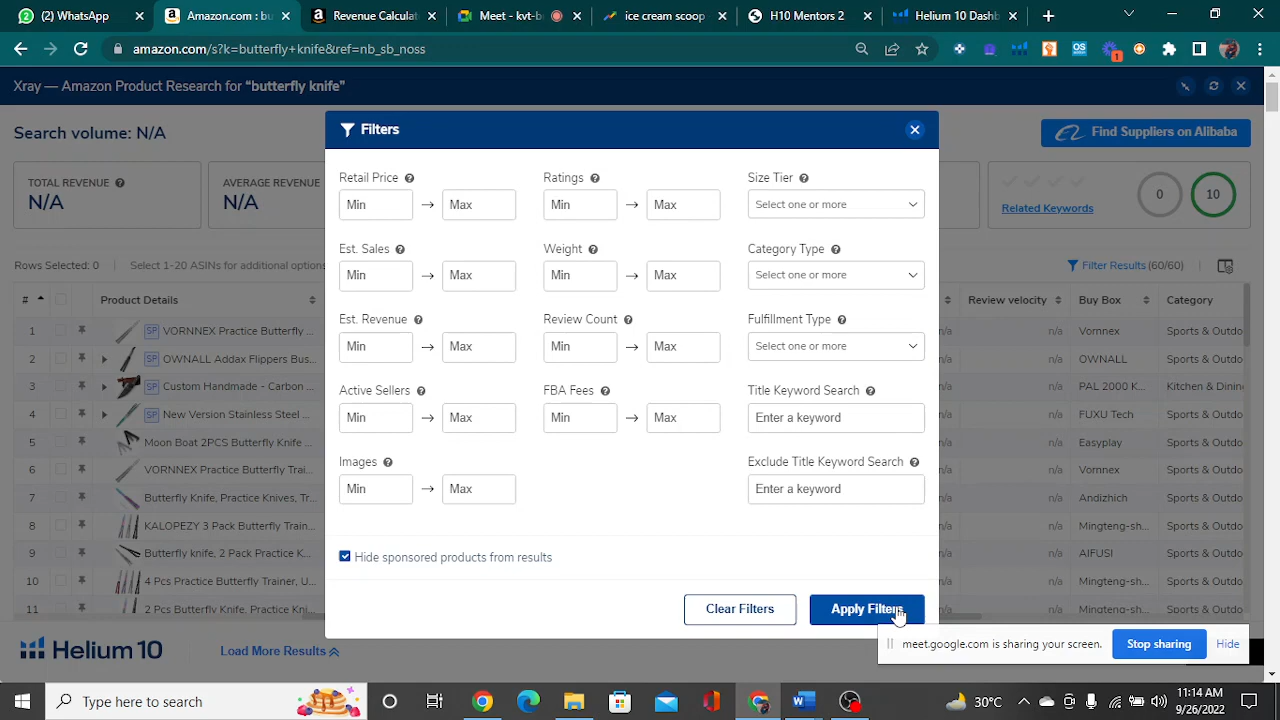 (2) WhatsApp
Amazon.com : bu
Revenue Calculat
Meet - kvt-b
ice cream scoop
H10 Keyword 2
Helium 10 Dash
amazon.com/s?k=butterfly+knife&ref=nb_sb_noss
1
Xray — Amazon Product Research for “butterfly knife”
Search volume: N/A
Find Suppliers on Alibaba
TOTAL REVENUE
N/A
AVERAGE REVENUE
N/A
0
10
Related Keywords
Rows Selected: 0
Select 1-20 ASINs for additional options
Filter Results (60/60)
# Product Details
Review velocity Buy Box Category
1 SP VORNNEX Practice Butterfly ... n/a Vornnex Sports & Outdo
2 SP OWNALL Addax Flippers Bus... n/a OWNALL Sports & Outdo
3 SP Custom Handmade - Carbon ... n/a PAL 2000 K... Kitchen & Dinin
4 SP New Version Stainless Steel ... n/a FUXU Tech Sports & Outdo
5 Moon Boat 2PCS Butterfly Knife ... n/a Easyplay Sports & Outdo
6 VORNNEX Practice Butterfly Trai... n/a Vornnex Sports & Outdo
7 Butterfly Knife, Practice Knives, Tr... n/a Andizhich Sports & Outdo
8 KALOPEZY 3 Pack Butterfly Train... n/a Mingteng-sh... Sports & Outdo
9 Butterfly knife, 2 Pack Practice K... n/a AIFUSI Sports & Outdo
10 4 Pcs Practice Butterfly Trainer, U... n/a Mingteng-sh... Sports & Outdo
11 2 Pcs Butterfly Knife, Practice ... n/a Mingteng-sh... Sports & Outdo
Filters
Retail Price
Min → Max
Ratings
Min → Max
Size Tier
Select one or more
Est. Sales
Min → Max
Weight
Min → Max
Category Type
Select one or more
Est. Revenue
Min → Max
Review Count
Min → Max
Fulfillment Type
Select one or more
Active Sellers
Min → Max
FBA Fees
Min → Max
Title Keyword Search
Enter a keyword
Images
Min → Max
Exclude Title Keyword Search
Enter a keyword
Hide sponsored products from results
Clear Filters
Apply Filters
Helium 10
Load More Results
meet.google.com is sharing your screen.
Stop sharing
Hide
Type here to search
30°C
11:14 AM
9/26/2022